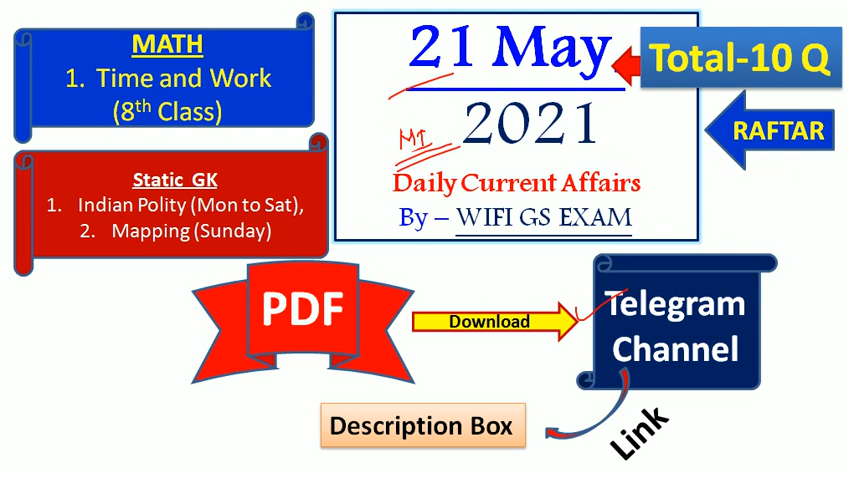 MATH
1. Time and Work
(8th Class)
Static GK
1. Indian Polity (Mon to Sat),
2. Mapping (Sunday)
21 May
2021
MI
Daily Current Affairs
By – WIFI GS EXAM
Total-10 Q
RAFTAR
PDF
Download
Telegram
Channel
Link
Description Box